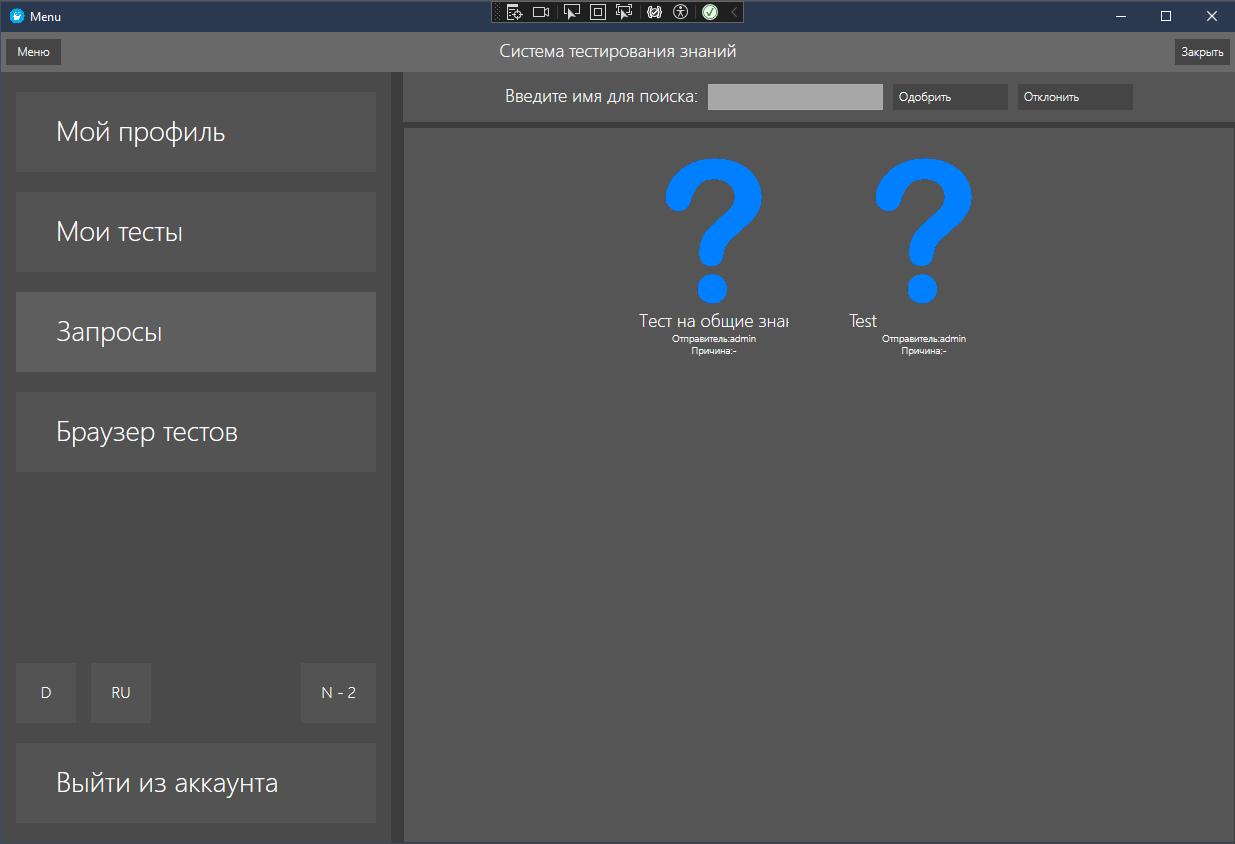 Menu
Меню
Система тестирования знаний
Закрыть
Введите имя для поиска:
Одобрить
Отклонить
Мой профиль
Мои тесты
Запросы
Браузер тестов
Тест на общие знан
Отправитель:admin
Причина:-
Test
Отправитель:admin
Причина:-
D
RU
N - 2
Выйти из аккаунта